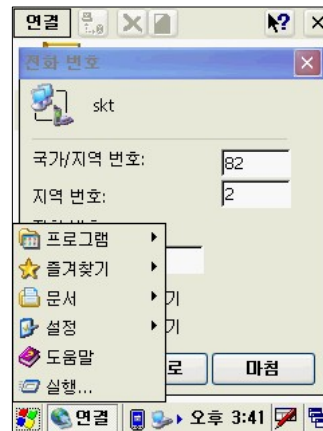 연결
전화 번호
skt
국가/지역 번호: 82
지역 번호: 2
프로그램
즐겨찾기
문서 기
설정 기
도움말
실행... 로 마침
연결 오후 3:41